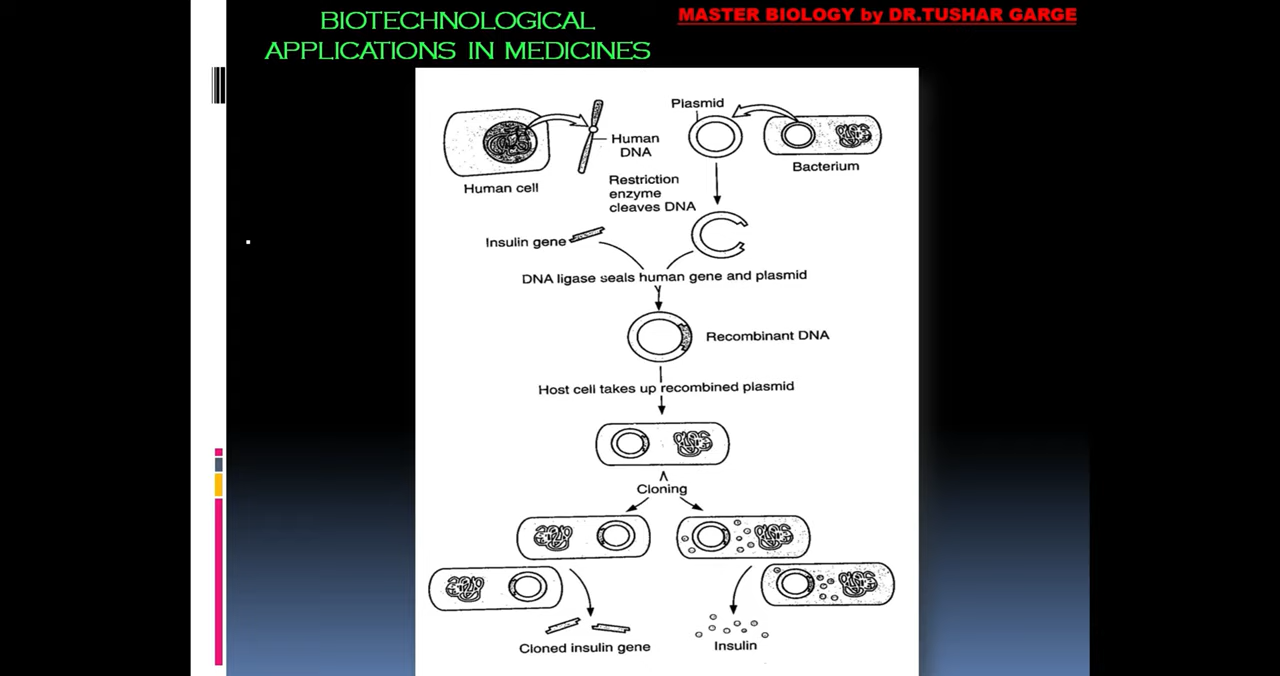 BIOTECHNOLOGICAL
APPLICATIONS IN MEDICINES
MASTER BIOLOGY by DR.TUSHAR GARGE
Plasmid
Human
DNA
Bacterium
Human cell
Restriction
enzyme
cleaves DNA
Insulin gene
DNA ligase seals human gene and plasmid
Recombinant DNA
Host cell takes up recombined plasmid
Cloning
Cloned insulin gene
Insulin